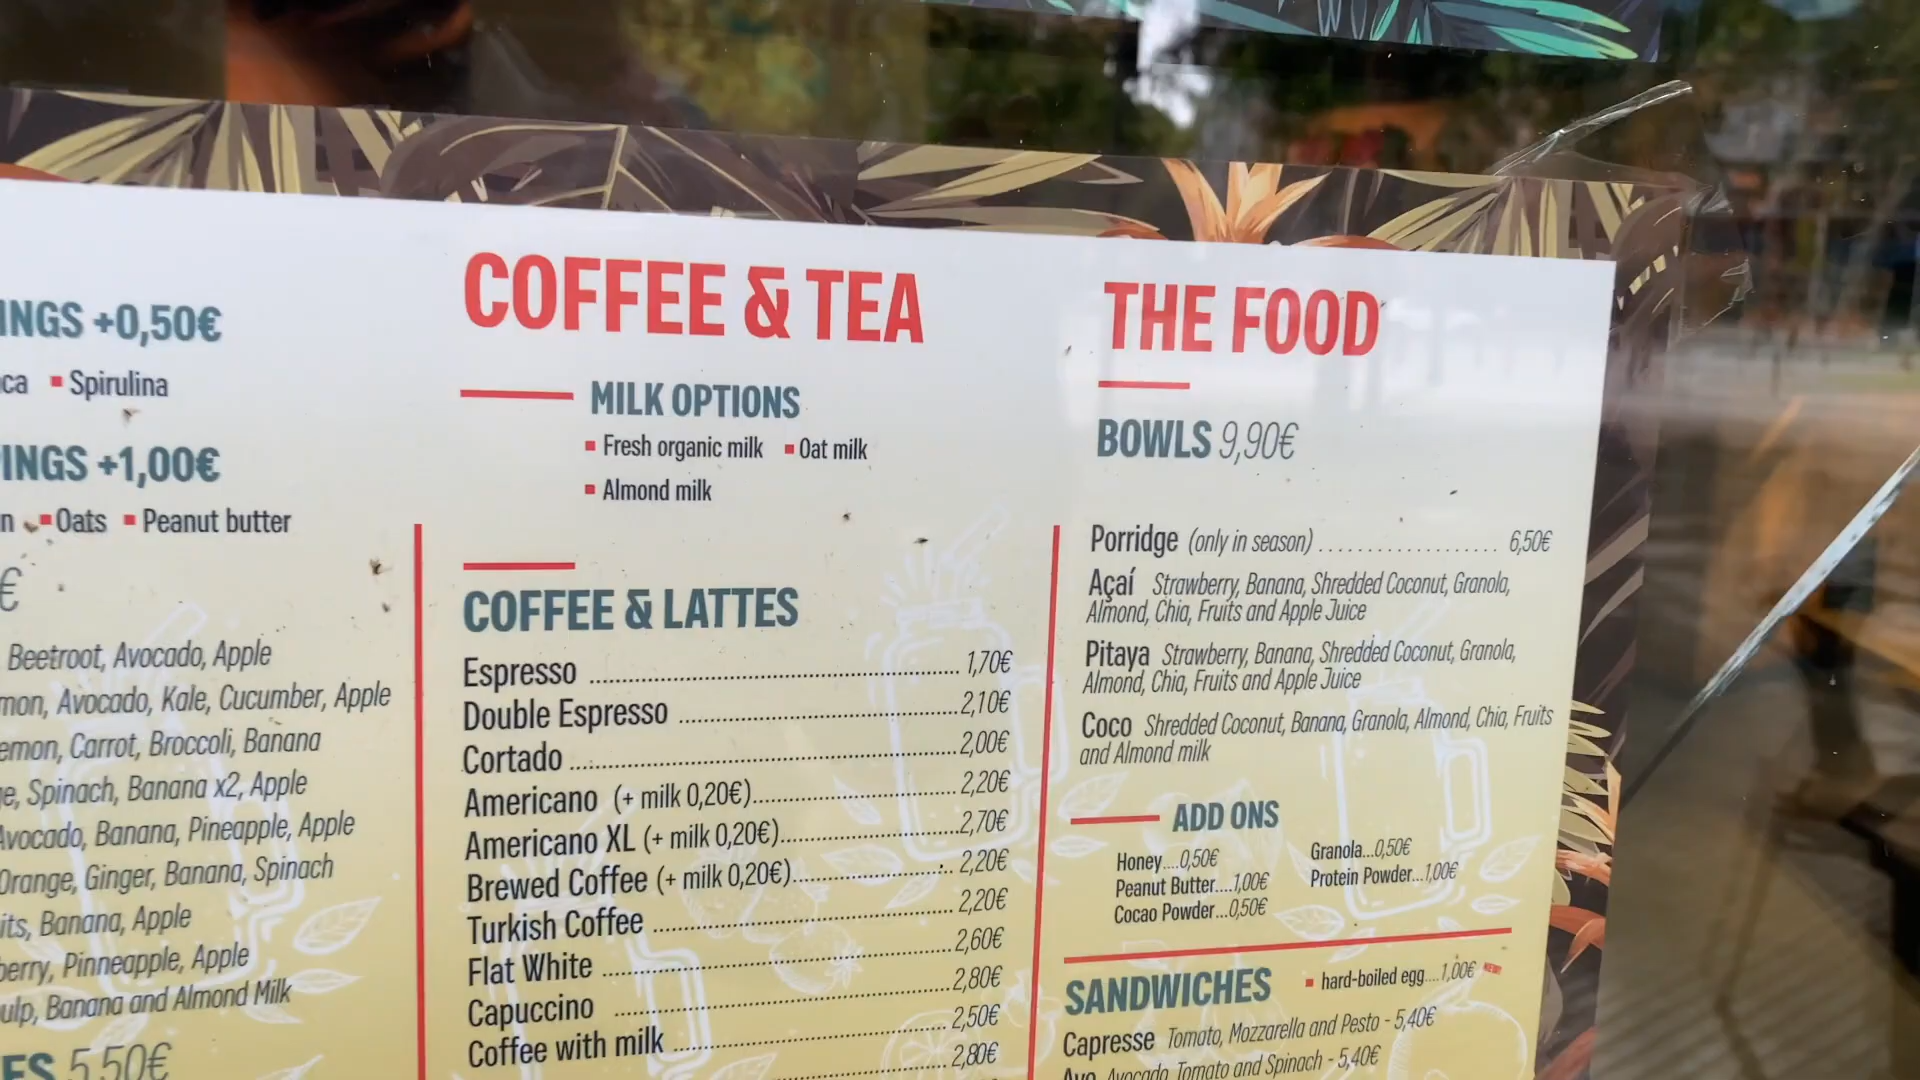 INGS +0,50€
ca ▪ Spirulina
INGS +1,00€
n ▪ Oats ▪ Peanut butter
€
Beetroot, Avocado, Apple
mon, Avocado, Kale, Cucumber, Apple
emon, Carrot, Broccoli, Banana
ge, Spinach, Banana x2, Apple
Avocado, Banana, Pineapple, Apple
Orange, Ginger, Banana, Spinach
its, Banana, Apple
berry, Pinneapple, Apple
ulp, Banana and Almond Milk
ES 5,50€
COFFEE & TEA
MILK OPTIONS
▪ Fresh organic milk ▪ Oat milk
▪ Almond milk
COFFEE & LATTES
Espresso 1,70€
Double Espresso 2,10€
Cortado 2,00€
Americano (+ milk 0,20€) 2,20€
Americano XL (+ milk 0,20€) 2,70€
Brewed Coffee (+ milk 0,20€) 2,20€
Turkish Coffee 2,20€
Flat White 2,60€
Capuccino 2,80€
Coffee with milk 2,50€
2,80€
THE FOOD
BOWLS 9,90€
Porridge (only in season) 6,50€
Açaí Strawberry, Banana, Shredded Coconut, Granola,
Almond, Chia, Fruits and Apple Juice
Pitaya Strawberry, Banana, Shredded Coconut, Granola,
Almond, Chia, Fruits and Apple Juice
Coco Shredded Coconut, Banana, Granola, Almond, Chia, Fruits
and Almond milk
ADD ONS
Honey....0,50€ Granola...0,50€
Peanut Butter....1,00€ Protein Powder...1,00€
Cocao Powder...0,50€
SANDWICHES ▪ hard-boiled egg....1,00€ NEW!
Capresse Tomato, Mozzarella and Pesto - 5,40€
Avo Avocado, Tomato and Spinach - 5,40€